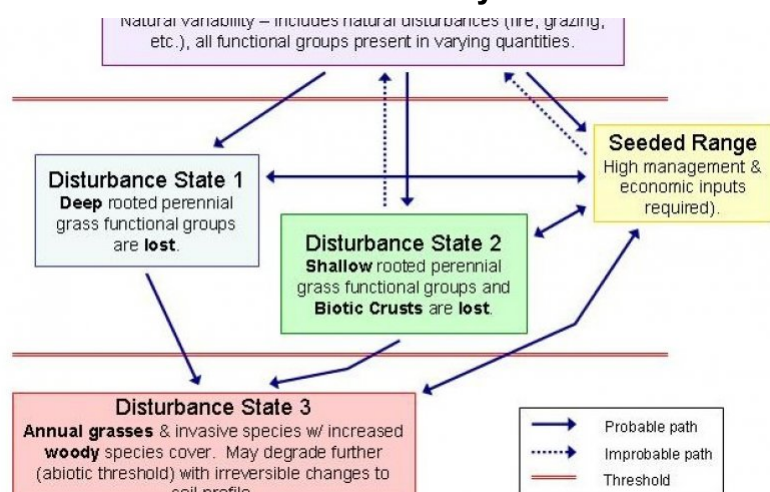 Natural variability – includes natural disturbances (fire, grazing,
etc.), all functional groups present in varying quantities.
Seeded Range
High management &
economic inputs
required).
Disturbance State 1
Deep rooted perennial
grass functional groups
are lost.
Disturbance State 2
Shallow rooted perennial
grass functional groups and
Biotic Crusts are lost.
Disturbance State 3
Annual grasses & invasive species w/ increased
woody species cover. May degrade further
(abiotic threshold) with irreversible changes to
soil profile.
Probable path
Improbable path
Threshold